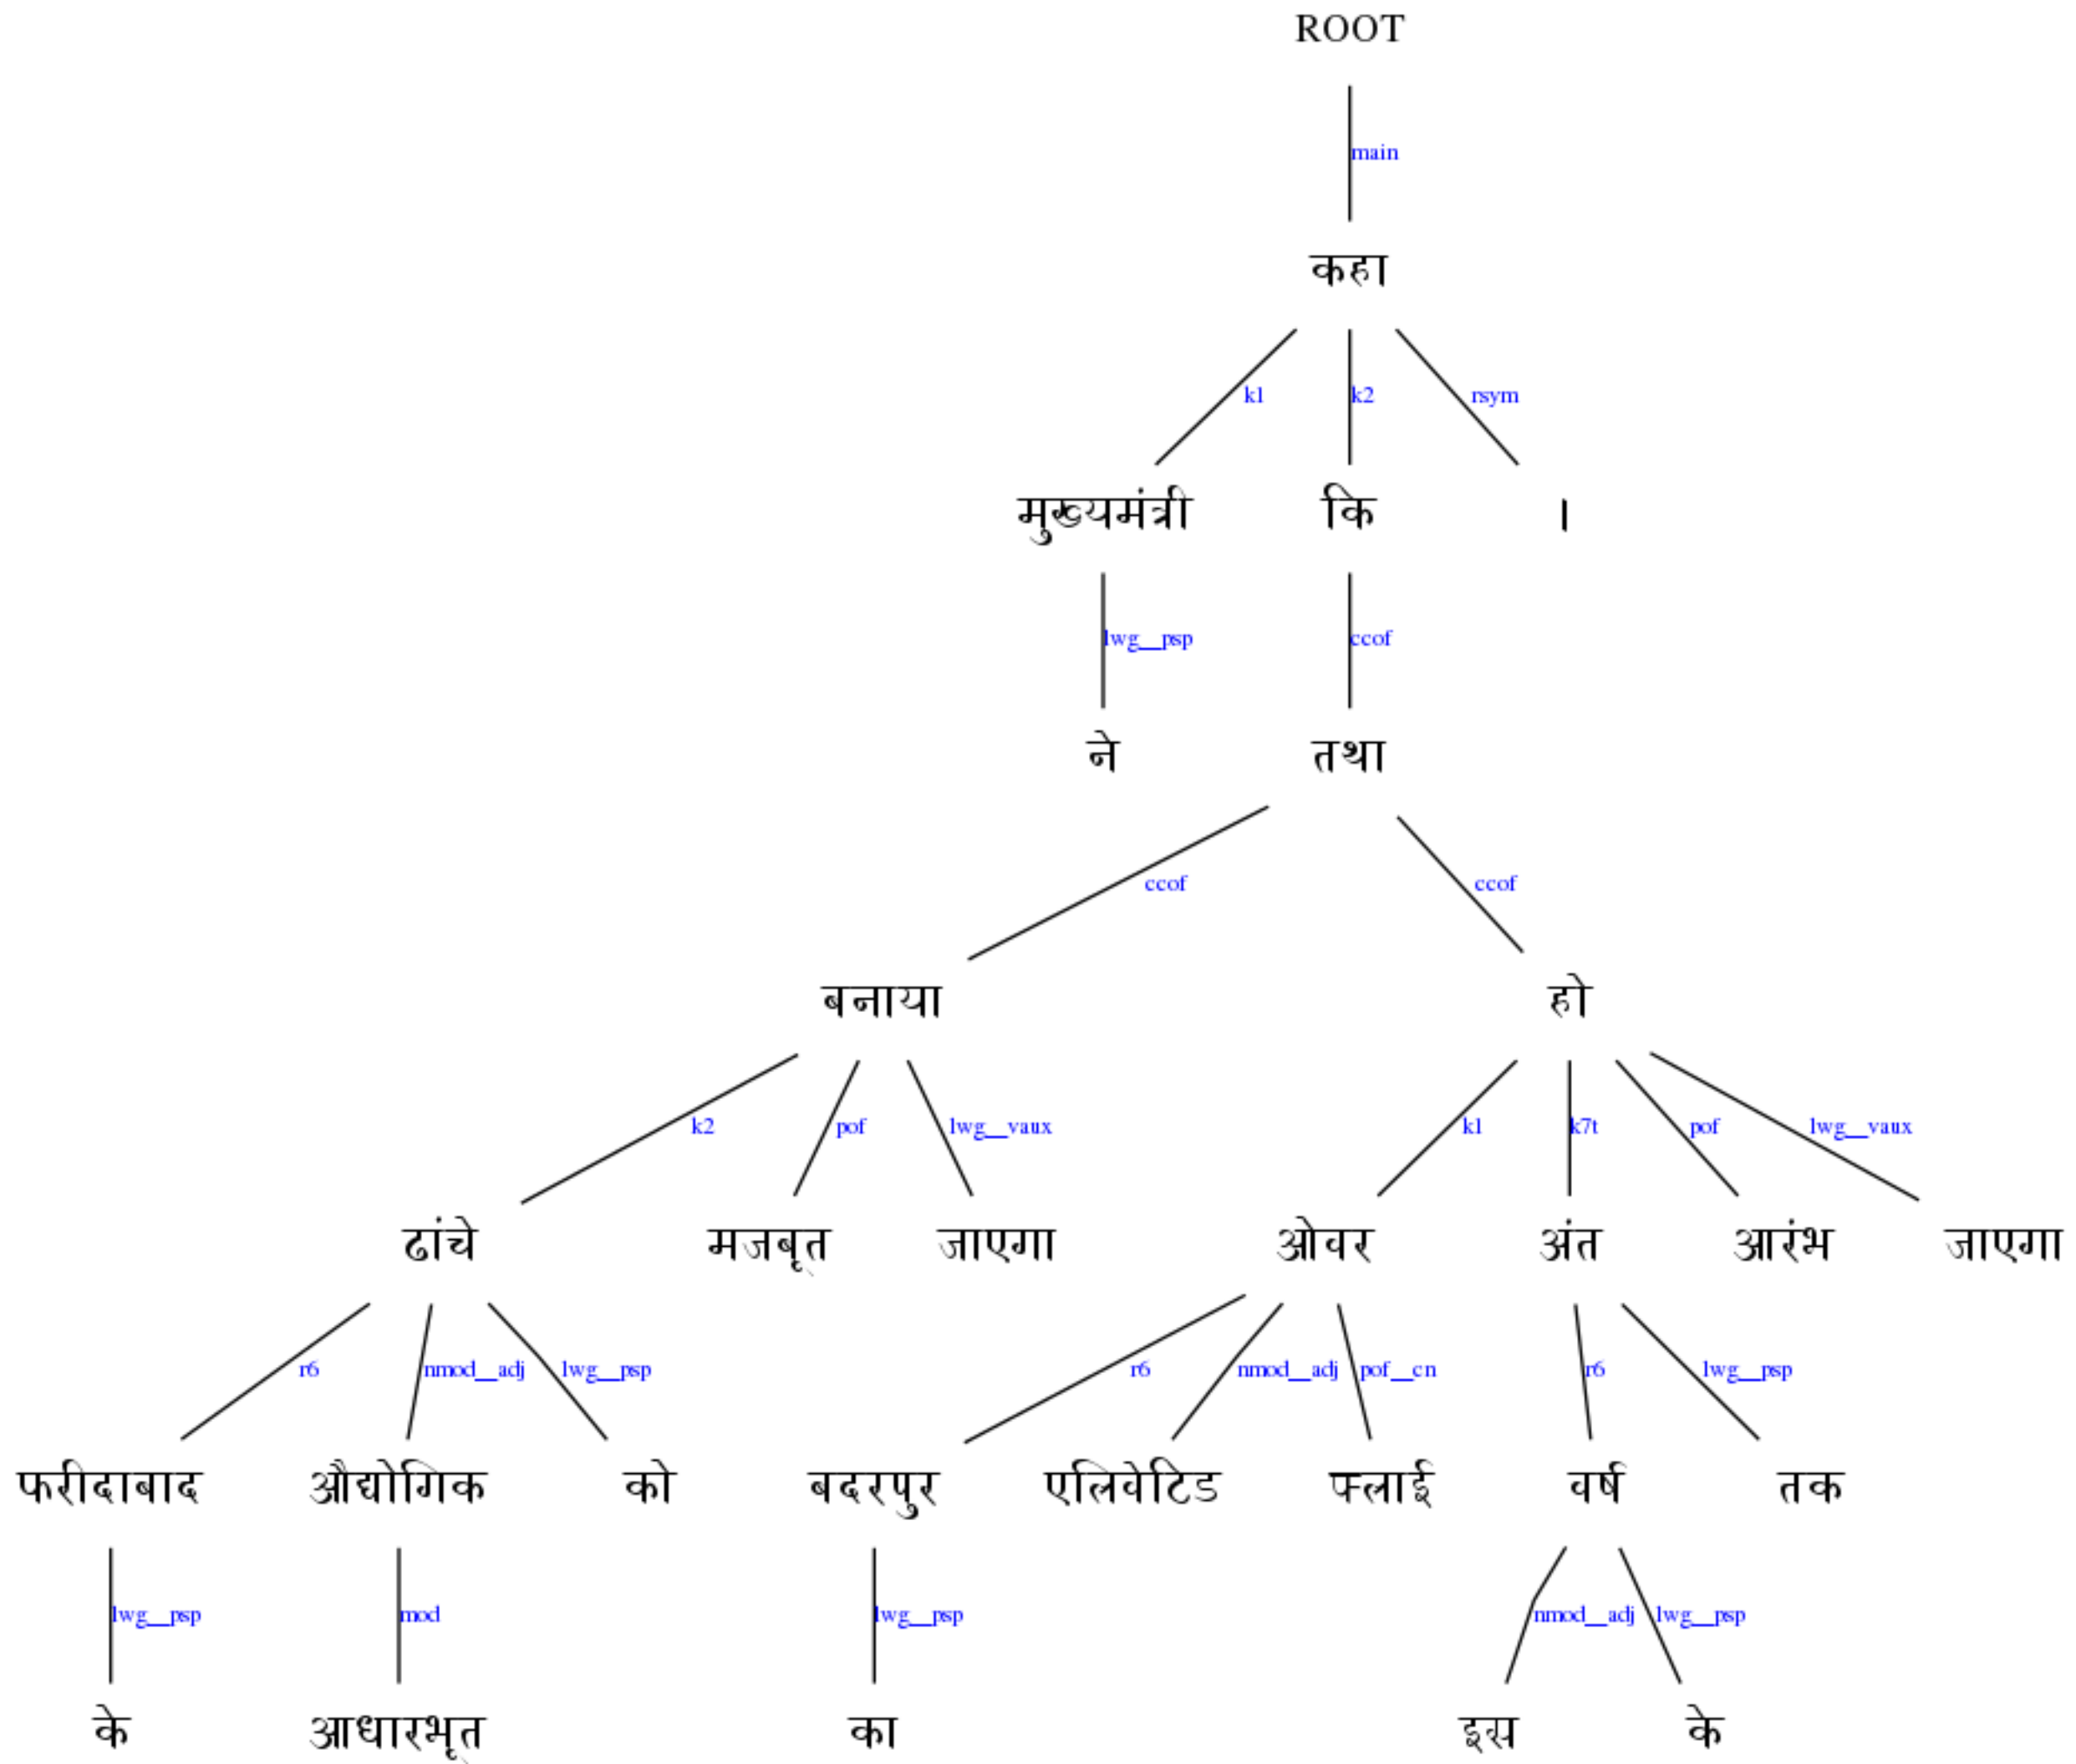 ROOT
main
कहा
k1 k2 rsym
मुख्यमंत्री कि ।
lwg__psp ccof
ने तथा
ccof ccof
बनाया हो
k2 pof lwg__vaux k1 k7t pof lwg__vaux
ढांचे मजबूत जाएगा ओवर अंत आरंभ जाएगा
r6 nmod__adj lwg__psp r6 nmod__adj pof__cn r6 lwg__psp
फरीदाबाद औद्योगिक को बदरपुर एलिवेटिड फ्लाई वर्ष तक
lwg__psp mod lwg__psp nmod__adj lwg__psp
के आधारभूत का इस के